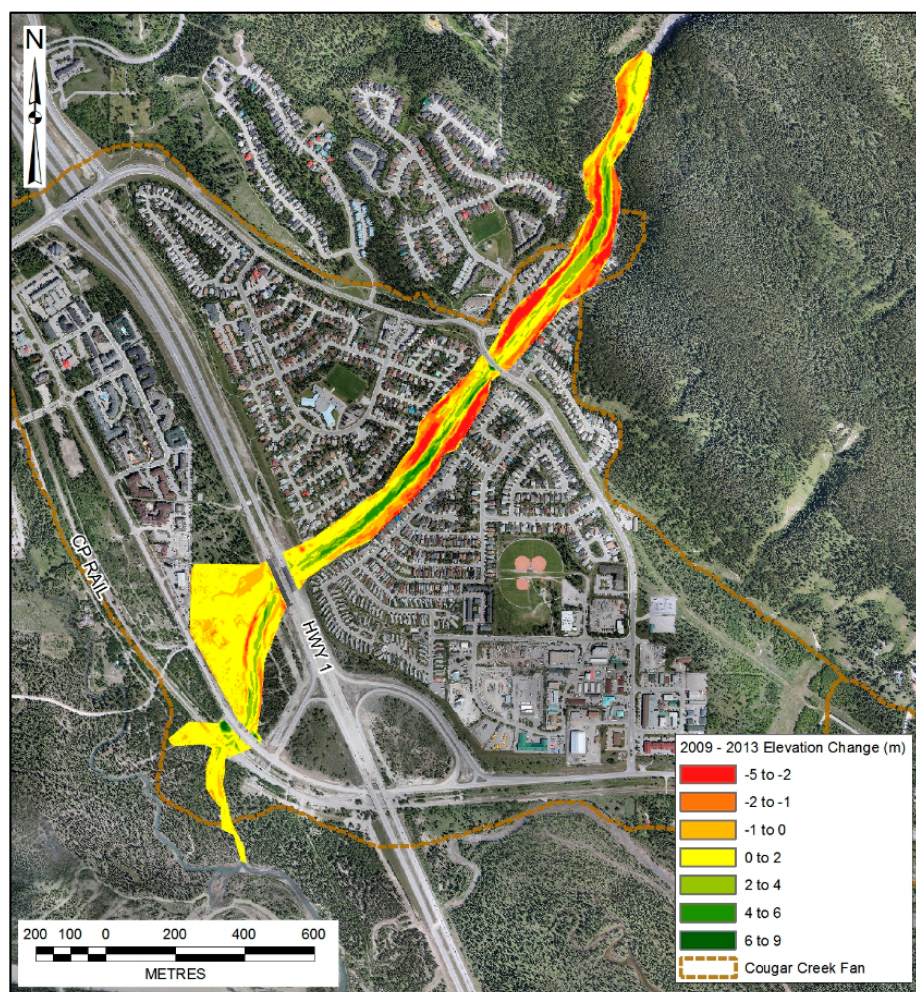 N
CP RAIL
HWY 1
2009 - 2013 Elevation Change (m)
-5 to -2
-2 to -1
-1 to 0
0 to 2
2 to 4
4 to 6
6 to 9
Cougar Creek Fan
200 100 0 200 400 600
METRES